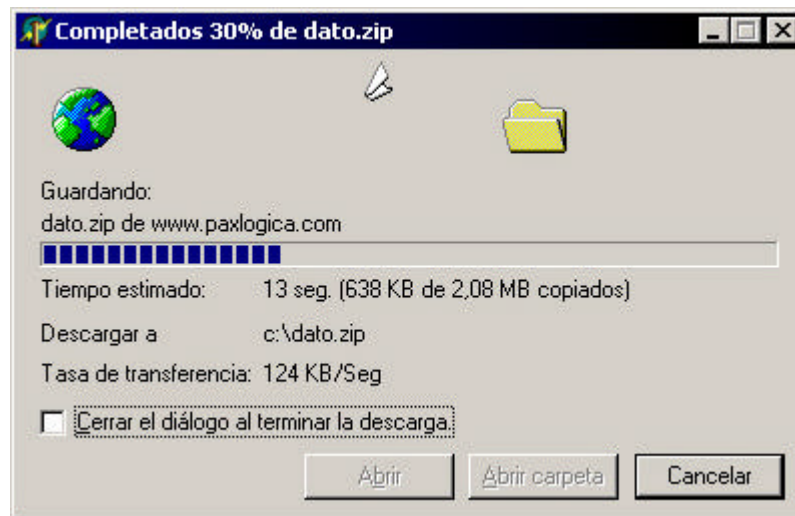 Completados 30% de dato.zip
Guardando:
dato.zip de www.paxlogica.com
Tiempo estimado: 13 seg. (638 KB de 2,08 MB copiados)
Descargar a c:\dato.zip
Tasa de transferencia: 124 KB/Seg
Cerrar el diálogo al terminar la descarga.
Abrir Abrir carpeta Cancelar